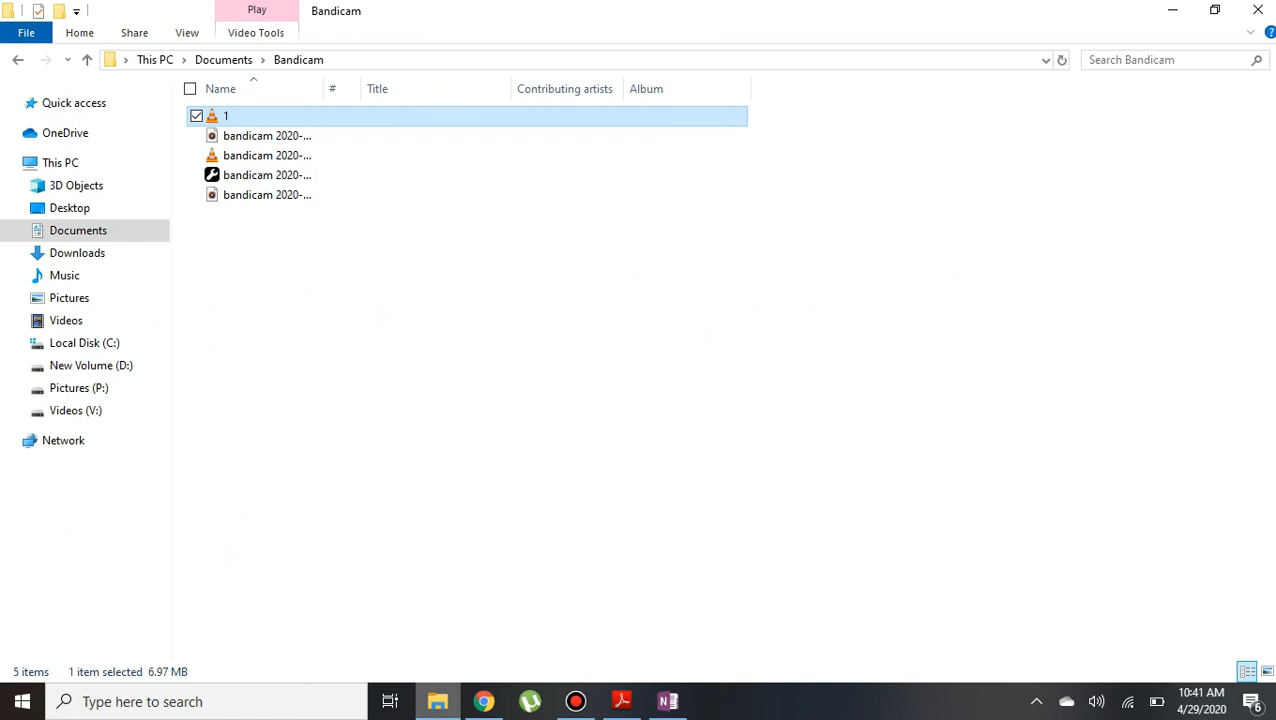 Play
Bandicam
File
Home
Share
View
Video Tools
This PC
Documents
Bandicam
Search Bandicam
Name
#
Title
Contributing artists
Album
Quick access
OneDrive
This PC
3D Objects
Desktop
Documents
Downloads
Music
Pictures
Videos
Local Disk (C:)
New Volume (D:)
Pictures (P:)
Videos (V:)
Network
1
bandicam 2020-...
bandicam 2020-...
bandicam 2020-...
bandicam 2020-...
5 items
1 item selected 6.97 MB
Type here to search
10:41 AM
4/29/2020
6